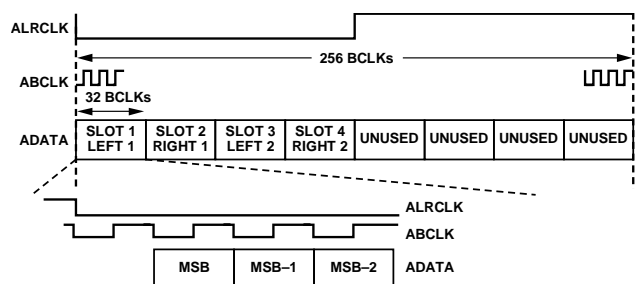 ALRCLK
256 BCLKs
ABCLK
32 BCLKs
ADATA
SLOT 1
LEFT 1
SLOT 2
RIGHT 1
SLOT 3
LEFT 2
SLOT 4
RIGHT 2
UNUSED
UNUSED
UNUSED
UNUSED
ALRCLK
ABCLK
MSB
MSB–1
MSB–2
ADATA